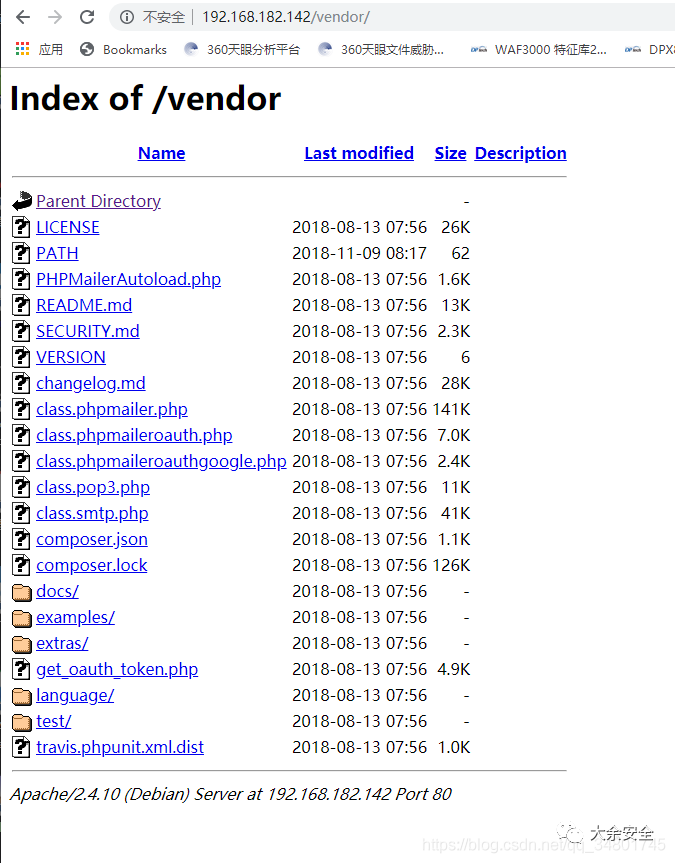 不安全 | 192.168.182.142/vendor/
应用 Bookmarks 360天眼分析平台 360天眼文件威胁... WAF3000 特征库2... DPX8
Index of /vendor
Name Last modified Size Description
Parent Directory -
LICENSE 2018-08-13 07:56 26K
PATH 2018-11-09 08:17 62
PHPMailerAutoload.php 2018-08-13 07:56 1.6K
README.md 2018-08-13 07:56 13K
SECURITY.md 2018-08-13 07:56 2.3K
VERSION 2018-08-13 07:56 6
changelog.md 2018-08-13 07:56 28K
class.phpmailer.php 2018-08-13 07:56 141K
class.phpmaileroauth.php 2018-08-13 07:56 7.0K
class.phpmaileroauthgoogle.php 2018-08-13 07:56 2.4K
class.pop3.php 2018-08-13 07:56 11K
class.smtp.php 2018-08-13 07:56 41K
composer.json 2018-08-13 07:56 1.1K
composer.lock 2018-08-13 07:56 126K
docs/ 2018-08-13 07:56 -
examples/ 2018-08-13 07:56 -
extras/ 2018-08-13 07:56 -
get_oauth_token.php 2018-08-13 07:56 4.9K
language/ 2018-08-13 07:56 -
test/ 2018-08-13 07:56 -
travis.phpunit.xml.dist 2018-08-13 07:56 1.0K
Apache/2.4.10 (Debian) Server at 192.168.182.142 Port 80
大余安全
https://blog.csdn.net/qq_34801745